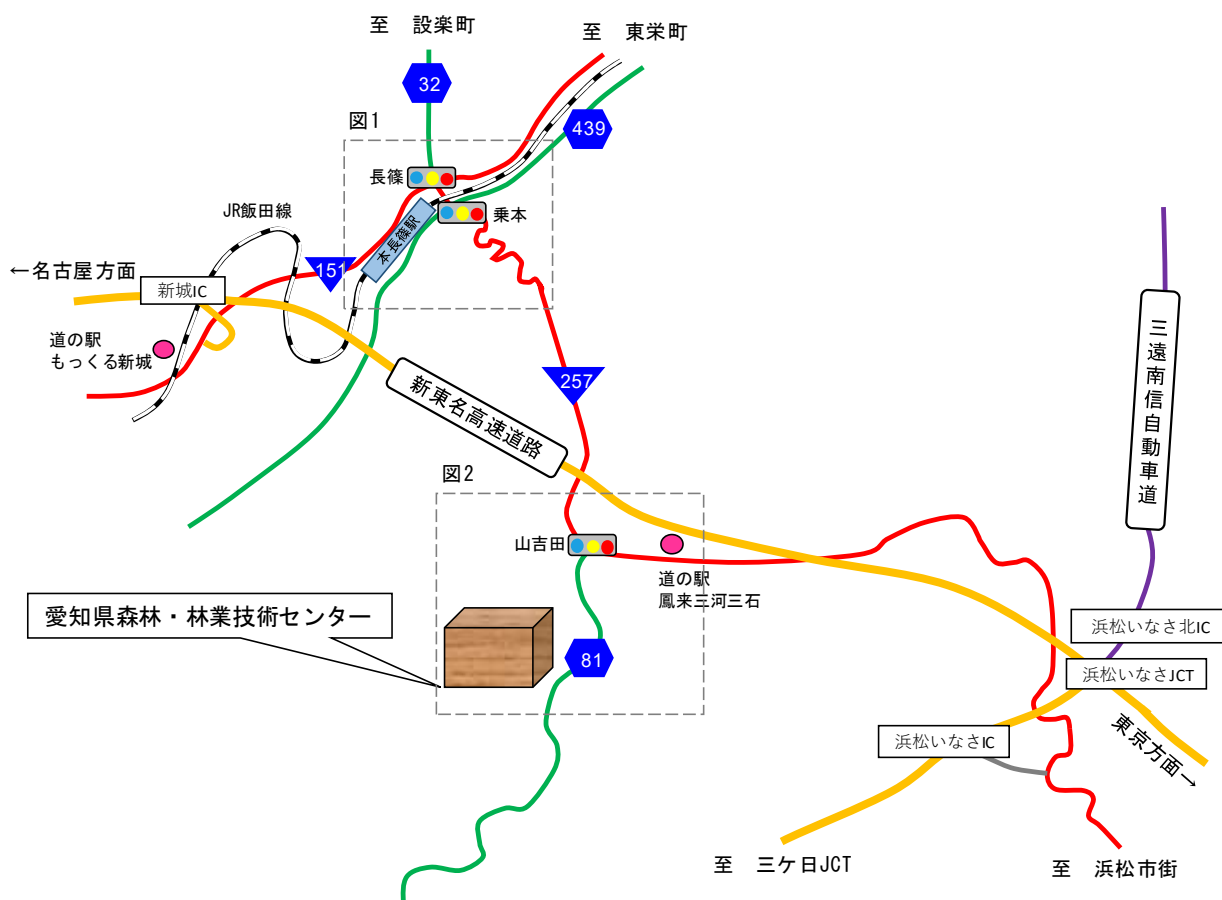 至　設楽町
至　東栄町
32
図1
439
長篠
JR飯田線
本長篠駅
乗本
←名古屋方面
151
新城IC
三遠南信自動車道
道の駅
もっくる新城
257
新東名高速道路
図2
山吉田
道の駅
鳳来三河三石
愛知県森林・林業技術センター
81
浜松いなさ北IC
浜松いなさJCT
浜松いなさIC
東京方面→
至　三ケ日JCT
至　浜松市街